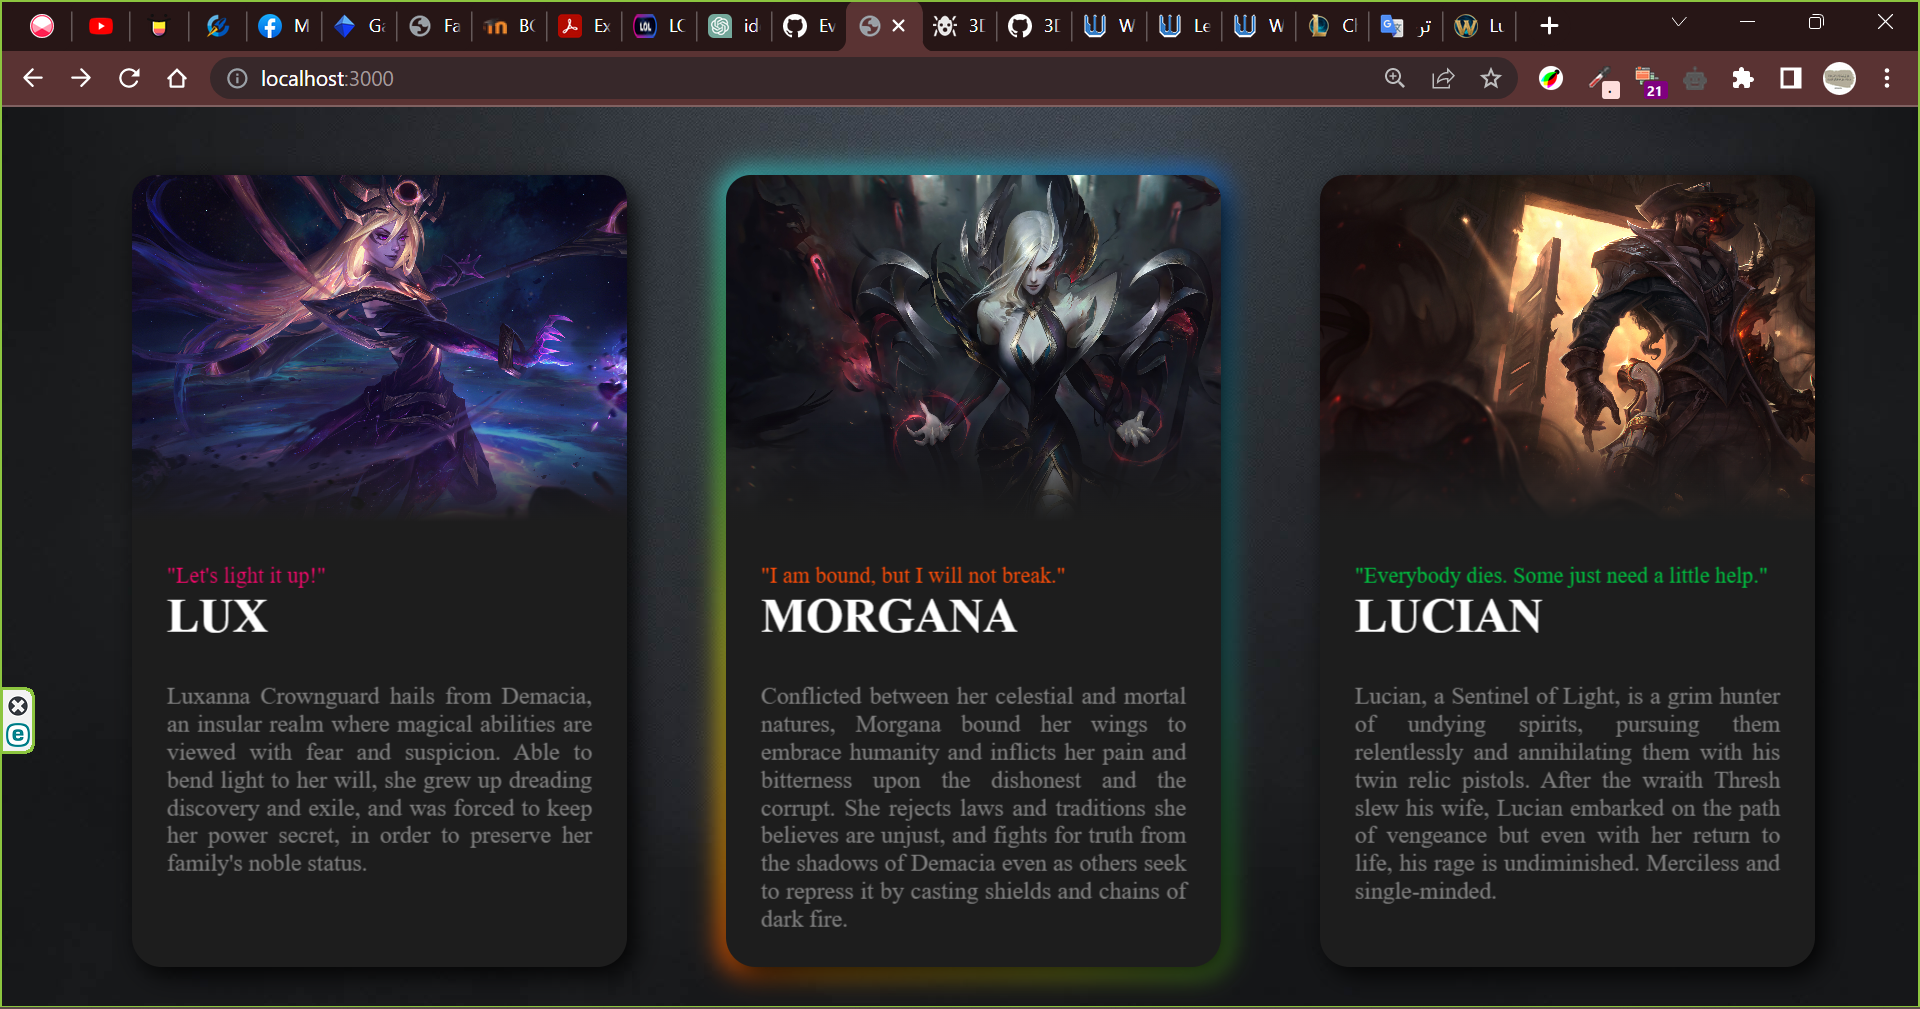 M
Ga
Fa
BC
Ex
LOL
LC
id
Ev
3D
3D
W
Le
W
Cl
تر
Lu
localhost:3000
21
"Let's light it up!"
LUX
Luxanna Crownguard hails from Demacia,
an insular realm where magical abilities are
viewed with fear and suspicion. Able to
bend light to her will, she grew up dreading
discovery and exile, and was forced to keep
her power secret, in order to preserve her
family's noble status.
"I am bound, but I will not break."
MORGANA
Conflicted between her celestial and mortal
natures, Morgana bound her wings to
embrace humanity and inflicts her pain and
bitterness upon the dishonest and the
corrupt. She rejects laws and traditions she
believes are unjust, and fights for truth from
the shadows of Demacia even as others seek
to repress it by casting shields and chains of
dark fire.
"Everybody dies. Some just need a little help."
LUCIAN
Lucian, a Sentinel of Light, is a grim hunter
of undying spirits, pursuing them
relentlessly and annihilating them with his
twin relic pistols. After the wraith Thresh
slew his wife, Lucian embarked on the path
of vengeance but even with her return to
life, his rage is undiminished. Merciless and
single-minded.